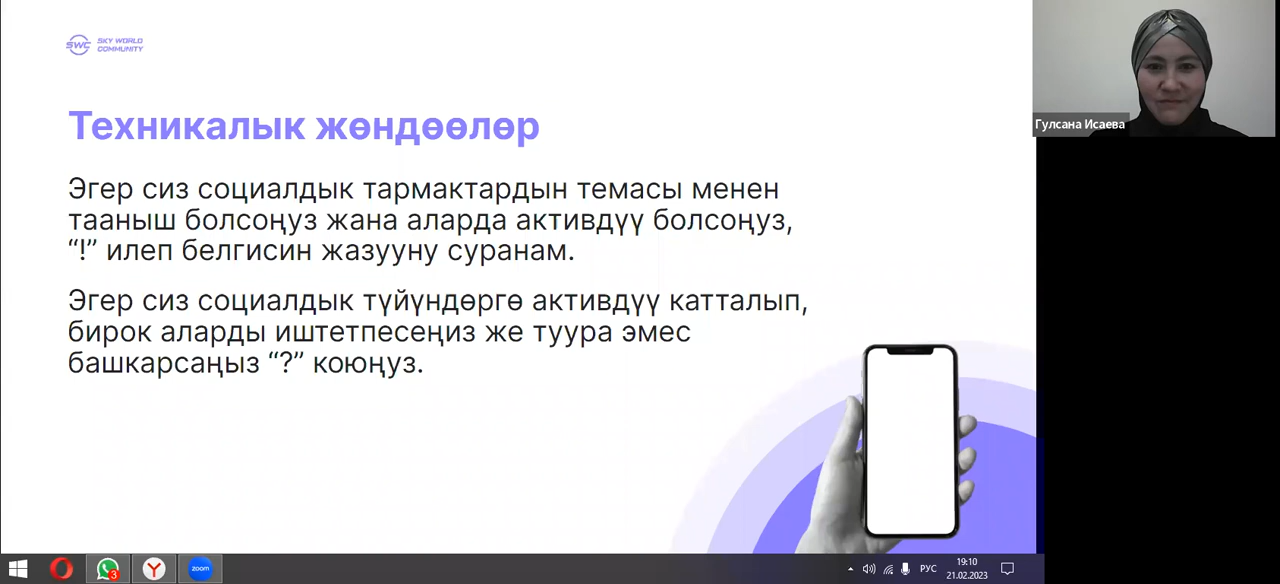 SWC SKY WORLD
COMMUNITY
Техникалык жөндөөлөр
Эгер сиз социалдык тармактардын темасы менен
тааныш болсоңуз жана аларда активдүү болсоңуз,
“!” илеп белгисин жазууну суранам.
Эгер сиз социалдык түйүндөргө активдүү катталып,
бирок аларды иштетпесеңиз же туура эмес
башкарсаңыз “?” коюңуз.
Гулсана Исаева
3
zoom
РУС
19:10
21.02.2023